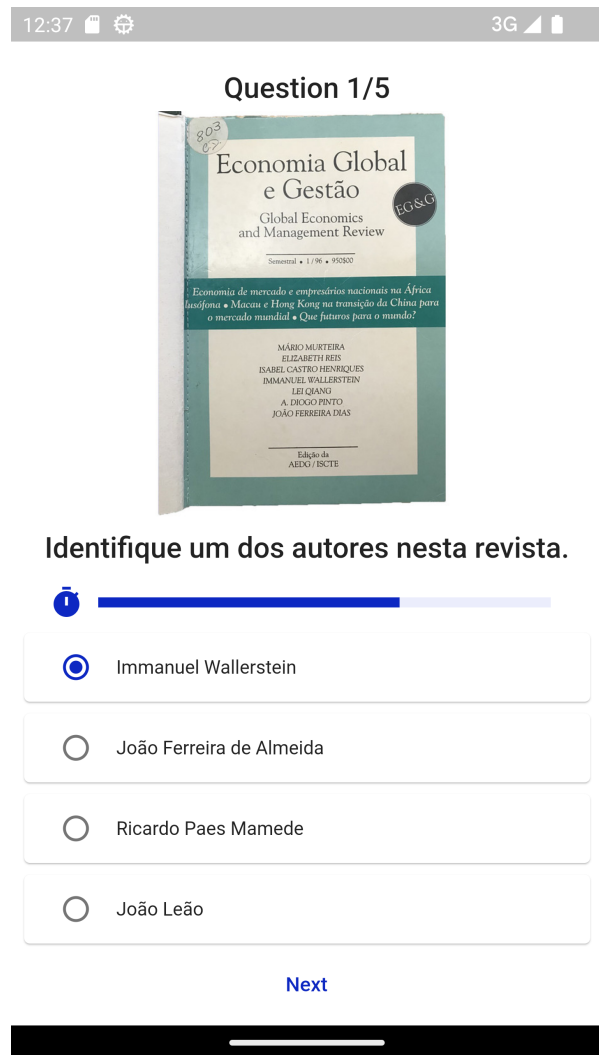 12:37
3G
Question 1/5
803
Economia Global
e Gestão
EG&G
Global Economics
and Management Review
Semestral • 1 / 96 • 950$00
Economia de mercado e empresários nacionais na África
lusófona • Macau e Hong Kong na transição da China para
o mercado mundial • Que futuros para o mundo?
MÁRIO MURTEIRA
ELIZABETH REIS
ISABEL CASTRO HENRIQUES
IMMANUEL WALLERSTEIN
LEI QIANG
A. DIOGO PINTO
JOÃO FERREIRA DIAS
Edição da
AEDG / ISCTE
Identifique um dos autores nesta revista.
Immanuel Wallerstein
João Ferreira de Almeida
Ricardo Paes Mamede
João Leão
Next